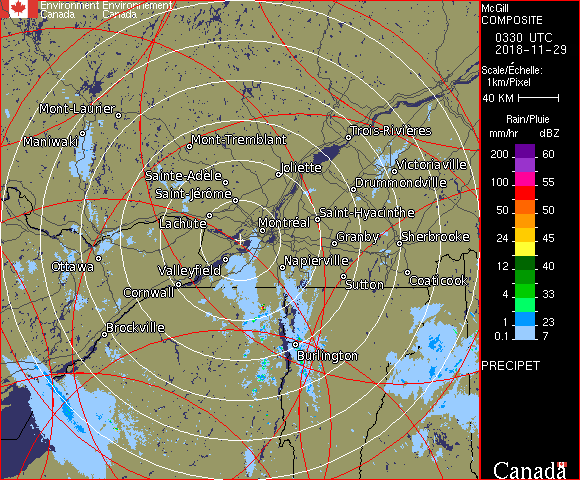 Environment Environnement
Canada Canada
McGill
COMPOSITE
0330 UTC
2018-11-29
Scale/Échelle:
1km/Pixel
40 KM
Rain/Pluie
mm/hr dBZ
200 60
100 55
50 50
24 45
12 40
4 33
1 23
0.1 7
PRECIPET
Canada
Mont-Laurier
Maniwaki
Mont-Tremblant
Trois-Rivières
Joliette
Victoriaville
Sainte-Adèle
Drummondville
Saint-Jérôme
Lachute
Montréal
Saint-Hyacinthe
Granby
Sherbrooke
Ottawa
Valleyfield
Napierville
Cornwall
Sutton
Coaticook
Brockville
Burlington